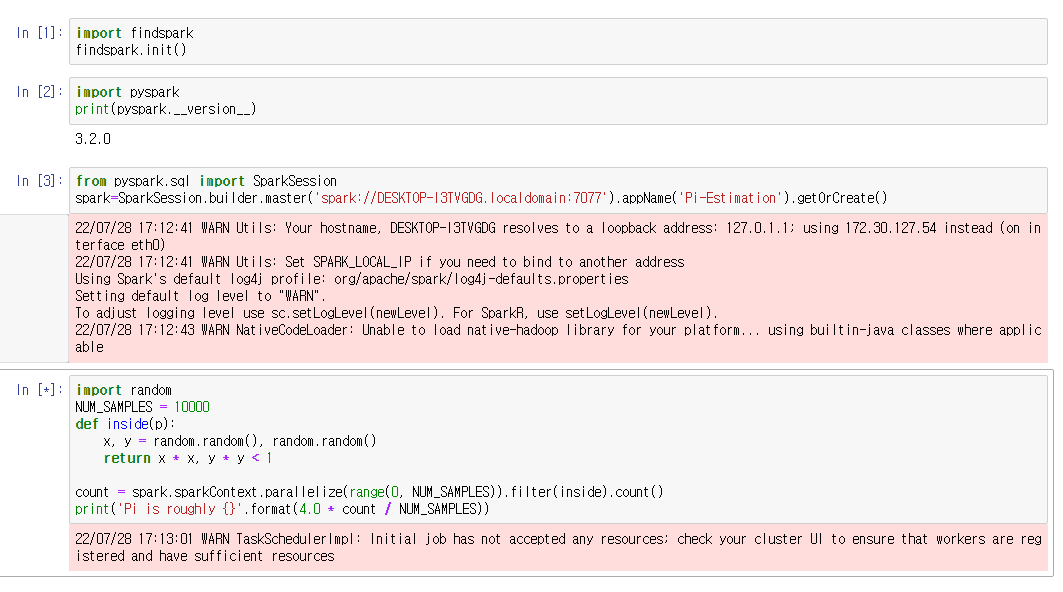 In [1]: import findspark
findspark.init()
In [2]: import pyspark
print(pyspark.__version__)
3.2.0
In [3]: from pyspark.sql import SparkSession
spark=SparkSession.builder.master('spark://DESKTOP-I3TVGDG.localdomain:7077').appName('Pi-Estimation').getOrCreate()
22/07/28 17:12:41 WARN Utils: Your hostname, DESKTOP-I3TVGDG resolves to a loopback address: 127.0.1.1; using 172.30.127.54 instead (on in
terface eth0)
22/07/28 17:12:41 WARN Utils: Set SPARK_LOCAL_IP if you need to bind to another address
Using Spark's default log4j profile: org/apache/spark/log4j-defaults.properties
Setting default log level to "WARN".
To adjust logging level use sc.setLogLevel(newLevel). For SparkR, use setLogLevel(newLevel).
22/07/28 17:12:43 WARN NativeCodeLoader: Unable to load native-hadoop library for your platform... using builtin-java classes where applic
able
In [*]: import random
NUM_SAMPLES = 10000
def inside(p):
    x, y = random.random(), random.random()
    return x * x, y * y < 1
count = spark.sparkContext.parallelize(range(0, NUM_SAMPLES)).filter(inside).count()
print('Pi is roughly {}'.format(4.0 * count / NUM_SAMPLES))
22/07/28 17:13:01 WARN TaskSchedulerImpl: Initial job has not accepted any resources; check your cluster UI to ensure that workers are reg
istered and have sufficient resources